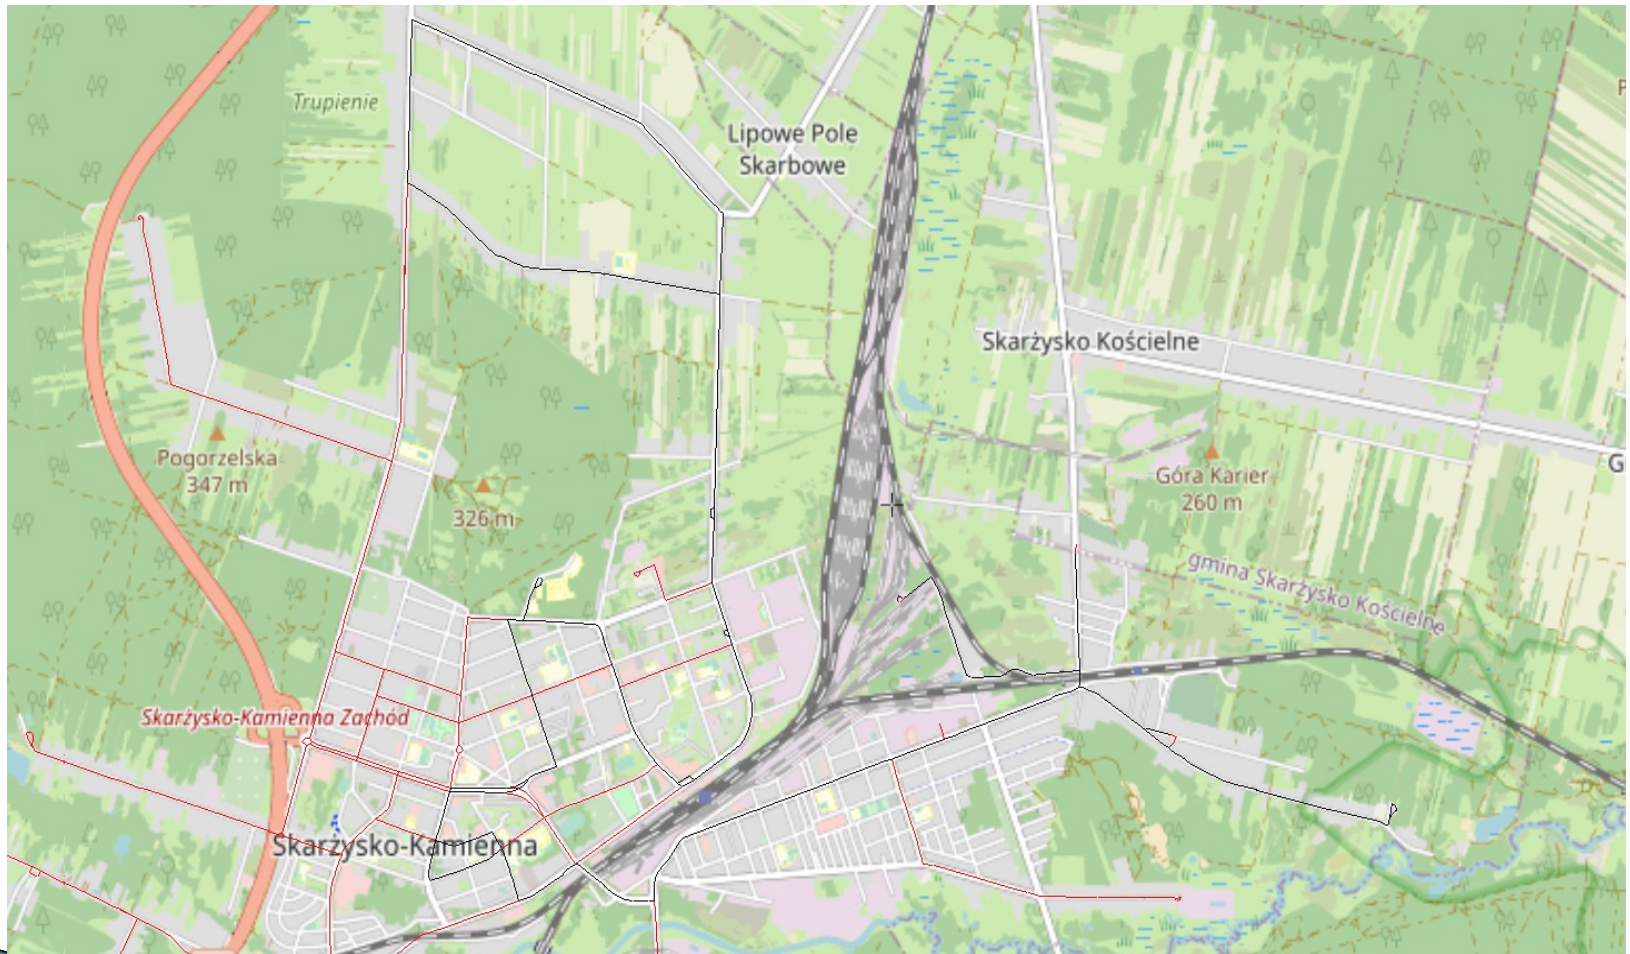 Trupienie
Lipowe Pole
Skarbowe
Skarżysko Kościelne
Pogorzelska
347 m
326 m
Góra Karier
260 m
gmina Skarżysko Kościelne
Skarżysko-Kamienna Zachód
Skarżysko-Kamienna